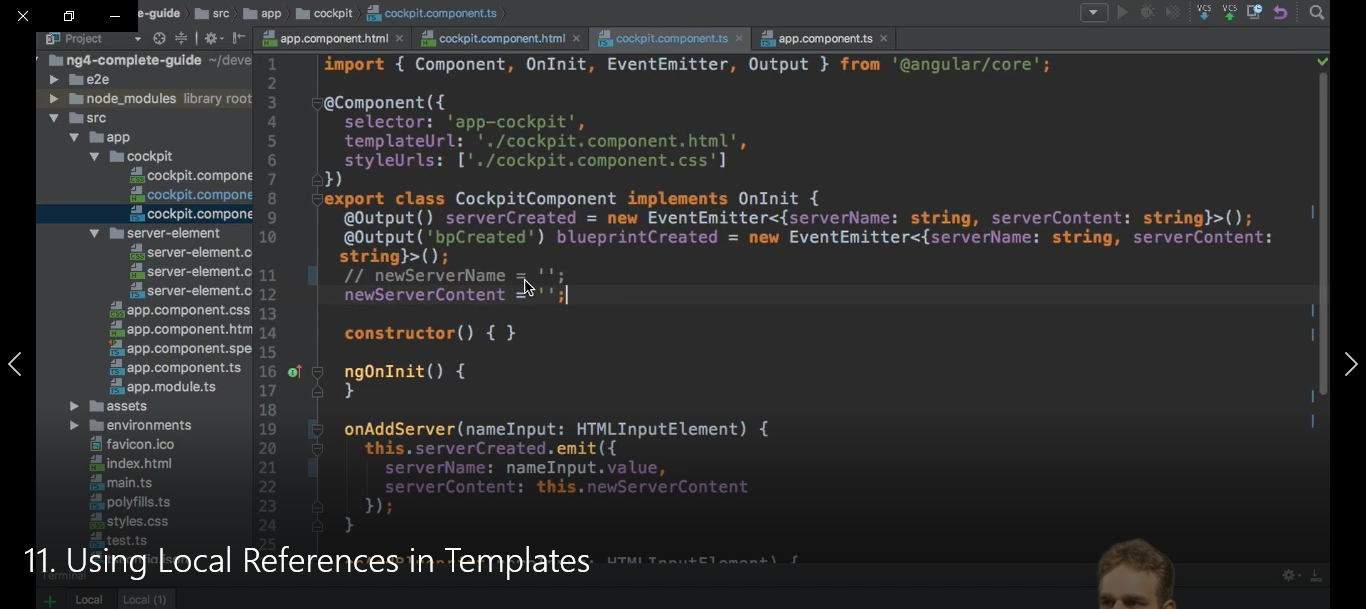 e-guide src app cockpit cockpit.component.ts
Project
app.component.html cockpit.component.html cockpit.component.ts app.component.ts
VCS VCS
ng4-complete-guide ~/deve
e2e
node_modules library root
src
app
cockpit
cockpit.compone
cockpit.compone
cockpit.compone
server-element
server-element.c
server-element.c
server-element.c
app.component.css
app.component.htm
app.component.spe
app.component.ts
app.module.ts
assets
environments
favicon.ico
index.html
main.ts
polyfills.ts
styles.css
test.ts
1 import { Component, OnInit, EventEmitter, Output } from '@angular/core';
2
3 @Component({
4 selector: 'app-cockpit',
5 templateUrl: './cockpit.component.html',
6 styleUrls: ['./cockpit.component.css']
7 })
8 export class CockpitComponent implements OnInit {
9 @Output() serverCreated = new EventEmitter<{serverName: string, serverContent: string}>();
10 @Output('bpCreated') blueprintCreated = new EventEmitter<{serverName: string, serverContent:
string}>();
11 // newServerName = '';
12 newServerContent = '';
13
14 constructor() { }
15
16 ngOnInit() {
17 }
18
19 onAddServer(nameInput: HTMLInputElement) {
20 this.serverCreated.emit({
21 serverName: nameInput.value,
22 serverContent: this.newServerContent
23 });
24 }
25
11. Using Local References in Templates
Terminal
Local Local (1)